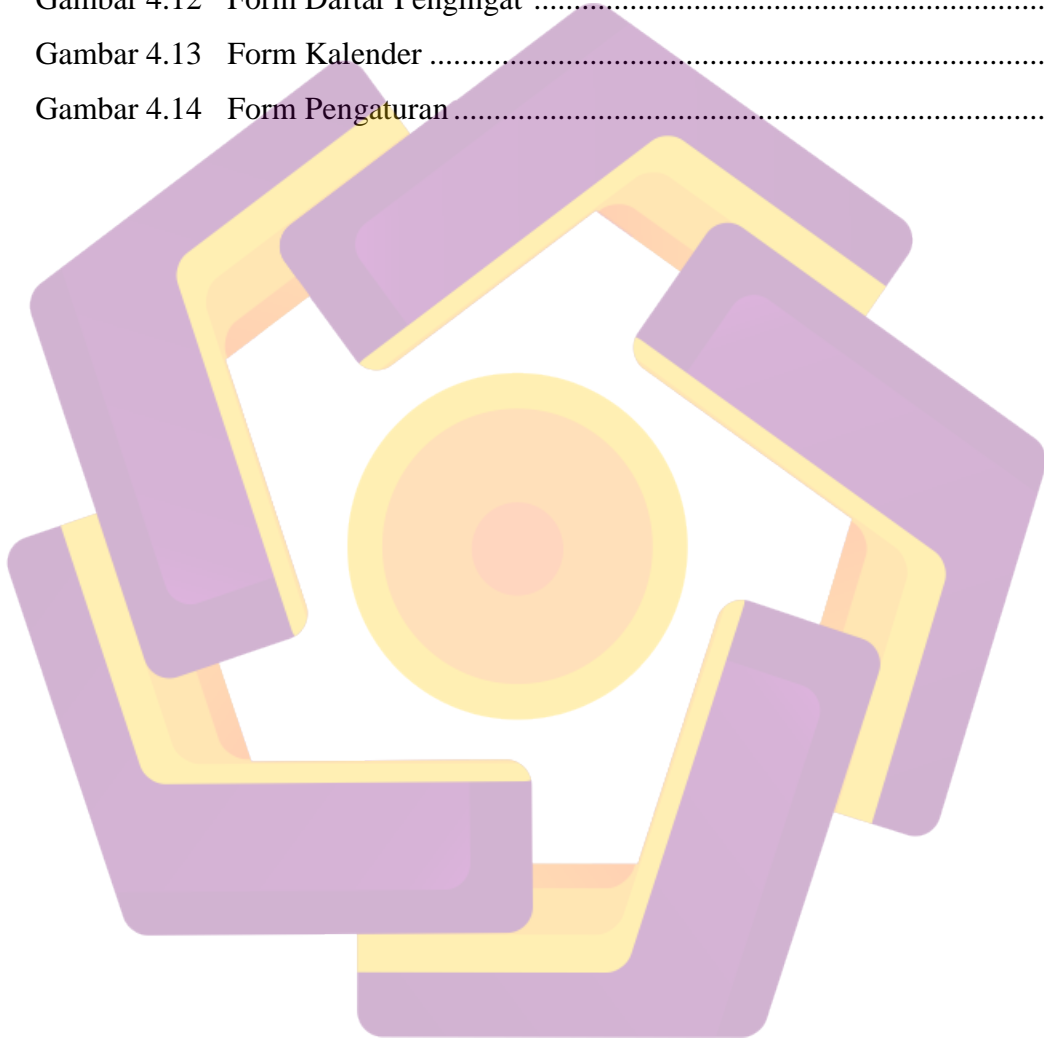 Gambar 4.12 Form Daftar Pengingat ................................................................
Gambar 4.13 Form Kalender .............................................................................
Gambar 4.14 Form Pengaturan ..........................................................................